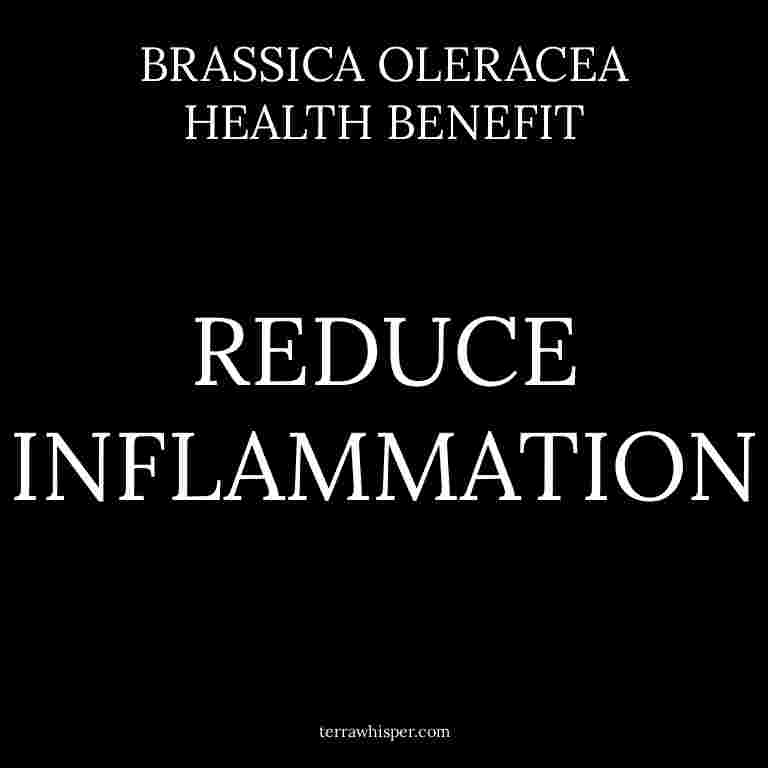 BRASSICA OLERACEA
HEALTH BENEFIT
REDUCE
INFLAMMATION
terrawhisper.com